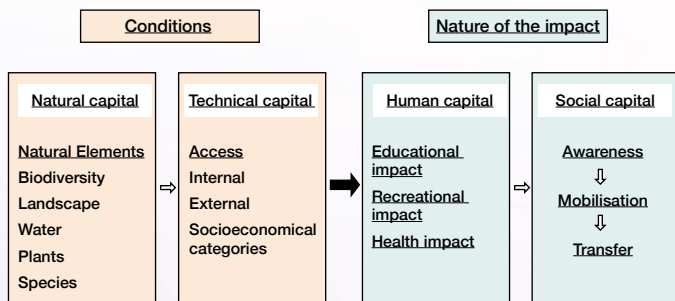 Conditions
Nature of the impact
Natural capital
Natural Elements
Biodiversity
Landscape
Water
Plants
Species
Technical capital
Access
Internal
External
Socioeconomical
categories
Human capital
Educational
impact
Recreational
impact
Health impact
Social capital
Awareness
Mobilisation
Transfer